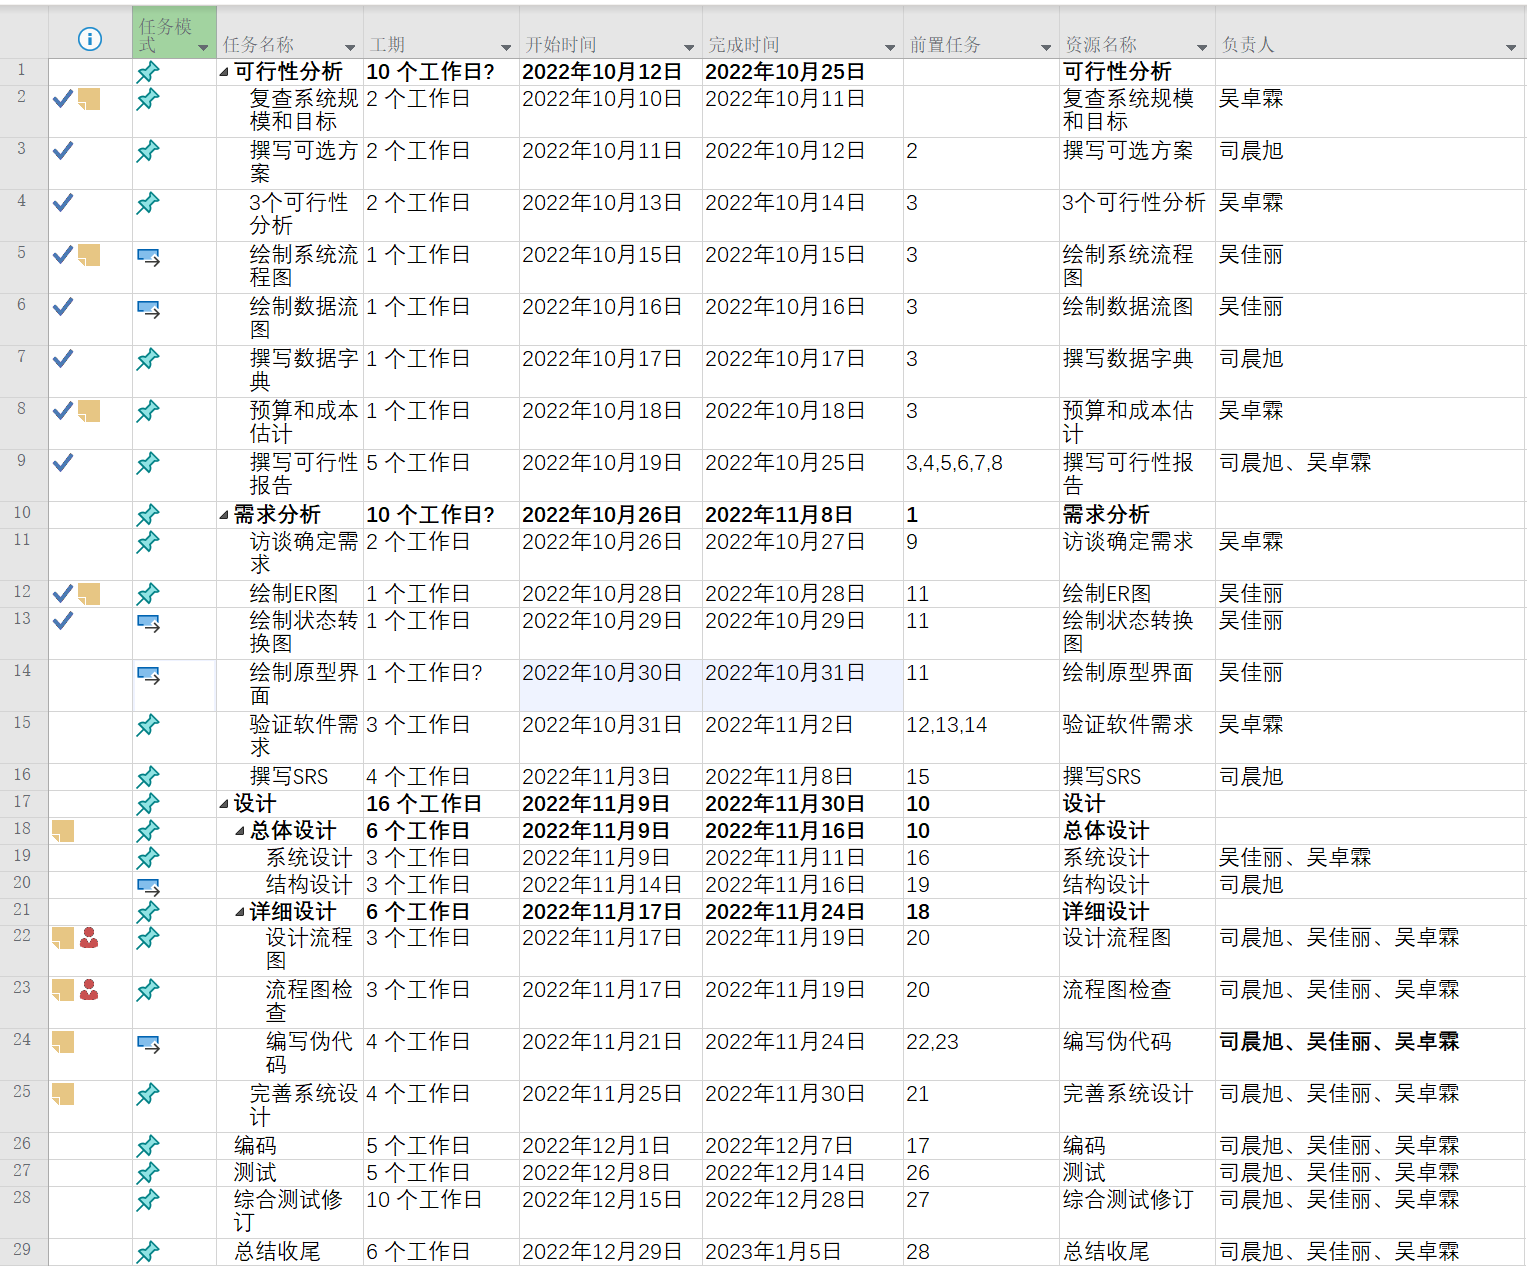 任务模式 任务名称 工期 开始时间 完成时间 前置任务 资源名称 负责人
1 可行性分析 10 个工作日? 2022年10月12日 2022年10月25日 可行性分析
2 复查系统规模和目标 2 个工作日 2022年10月10日 2022年10月11日 复查系统规模和目标 吴卓霖
3 撰写可选方案 2 个工作日 2022年10月11日 2022年10月12日 2 撰写可选方案 司晨旭
4 3个可行性分析 2 个工作日 2022年10月13日 2022年10月14日 3 3个可行性分析 吴卓霖
5 绘制系统流程图 1 个工作日 2022年10月15日 2022年10月15日 3 绘制系统流程图 吴佳丽
6 绘制数据流图 1 个工作日 2022年10月16日 2022年10月16日 3 绘制数据流图 吴佳丽
7 撰写数据字典 1 个工作日 2022年10月17日 2022年10月17日 3 撰写数据字典 司晨旭
8 预算和成本估计 1 个工作日 2022年10月18日 2022年10月18日 3 预算和成本估计 吴卓霖
9 撰写可行性报告 5 个工作日 2022年10月19日 2022年10月25日 3,4,5,6,7,8 撰写可行性报告 司晨旭、吴卓霖
10 需求分析 10 个工作日? 2022年10月26日 2022年11月8日 1 需求分析
11 访谈确定需求 2 个工作日 2022年10月26日 2022年10月27日 9 访谈确定需求 吴卓霖
12 绘制ER图 1 个工作日 2022年10月28日 2022年10月28日 11 绘制ER图 吴佳丽
13 绘制状态转换图 1 个工作日 2022年10月29日 2022年10月29日 11 绘制状态转换图 吴佳丽
14 绘制原型界面 1 个工作日? 2022年10月30日 2022年10月31日 11 绘制原型界面 吴佳丽
15 验证软件需求 3 个工作日 2022年10月31日 2022年11月2日 12,13,14 验证软件需求 吴卓霖
16 撰写SRS 4 个工作日 2022年11月3日 2022年11月8日 15 撰写SRS 司晨旭
17 设计 16 个工作日 2022年11月9日 2022年11月30日 10 设计
18 总体设计 6 个工作日 2022年11月9日 2022年11月16日 10 总体设计
19 系统设计 3 个工作日 2022年11月9日 2022年11月11日 16 系统设计 吴佳丽、吴卓霖
20 结构设计 3 个工作日 2022年11月14日 2022年11月16日 19 结构设计 司晨旭
21 详细设计 6 个工作日 2022年11月17日 2022年11月24日 18 详细设计
22 设计流程图 3 个工作日 2022年11月17日 2022年11月19日 20 设计流程图 司晨旭、吴佳丽、吴卓霖
23 流程图检查 3 个工作日 2022年11月17日 2022年11月19日 20 流程图检查 司晨旭、吴佳丽、吴卓霖
24 编写伪代码 4 个工作日 2022年11月21日 2022年11月24日 22,23 编写伪代码 司晨旭、吴佳丽、吴卓霖
25 完善系统设计 4 个工作日 2022年11月25日 2022年11月30日 21 完善系统设计 司晨旭、吴佳丽、吴卓霖
26 编码 5 个工作日 2022年12月1日 2022年12月7日 17 编码 司晨旭、吴佳丽、吴卓霖
27 测试 5 个工作日 2022年12月8日 2022年12月14日 26 测试 司晨旭、吴佳丽、吴卓霖
28 综合测试修订 10 个工作日 2022年12月15日 2022年12月28日 27 综合测试修订 司晨旭、吴佳丽、吴卓霖
29 总结收尾 6 个工作日 2022年12月29日 2023年1月5日 28 总结收尾 司晨旭、吴佳丽、吴卓霖